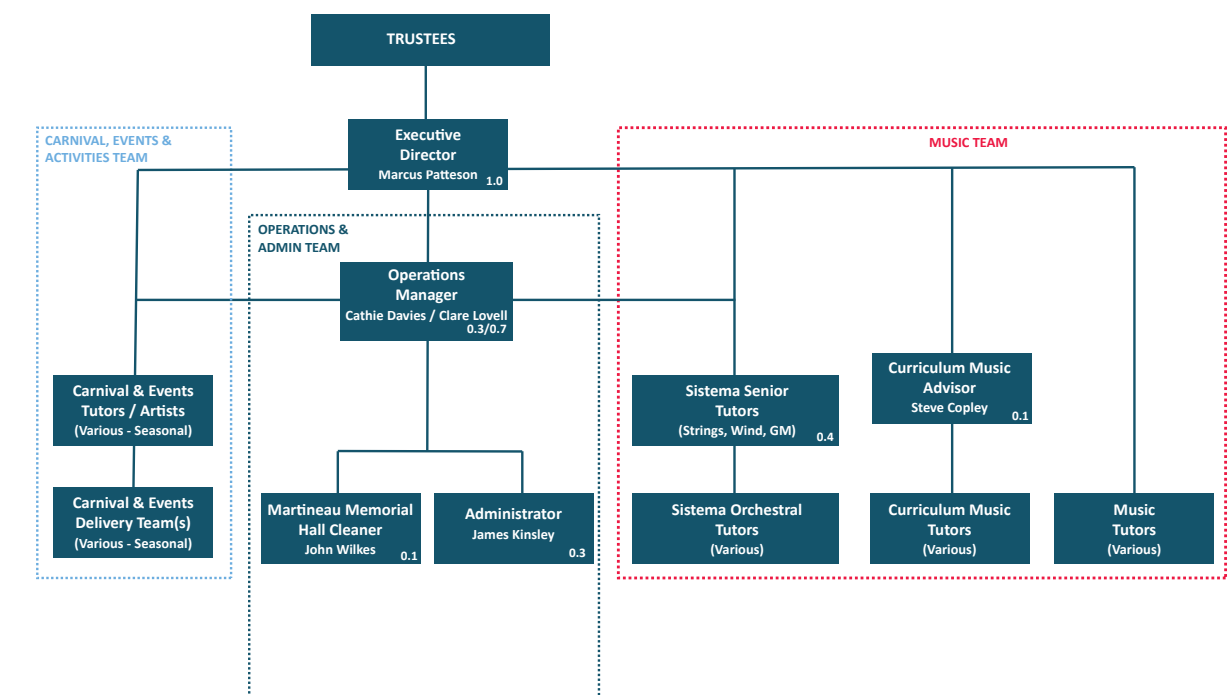 TRUSTEES
Executive
Director
Marcus Patteson
1.0
CARNIVAL, EVENTS &
ACTIVITIES TEAM
MUSIC TEAM
OPERATIONS &
ADMIN TEAM
Operations
Manager
Cathie Davies / Clare Lovell
0.3/0.7
Carnival & Events
Tutors / Artists
(Various - Seasonal)
Sistema Senior
Tutors
(Strings, Wind, GM)
0.4
Curriculum Music
Advisor
Steve Copley
0.1
Carnival & Events
Delivery Team(s)
(Various - Seasonal)
Martineau Memorial
Hall Cleaner
John Wilkes
0.1
Administrator
James Kinsley
0.3
Sistema Orchestral
Tutors
(Various)
Curriculum Music
Tutors
(Various)
Music
Tutors
(Various)